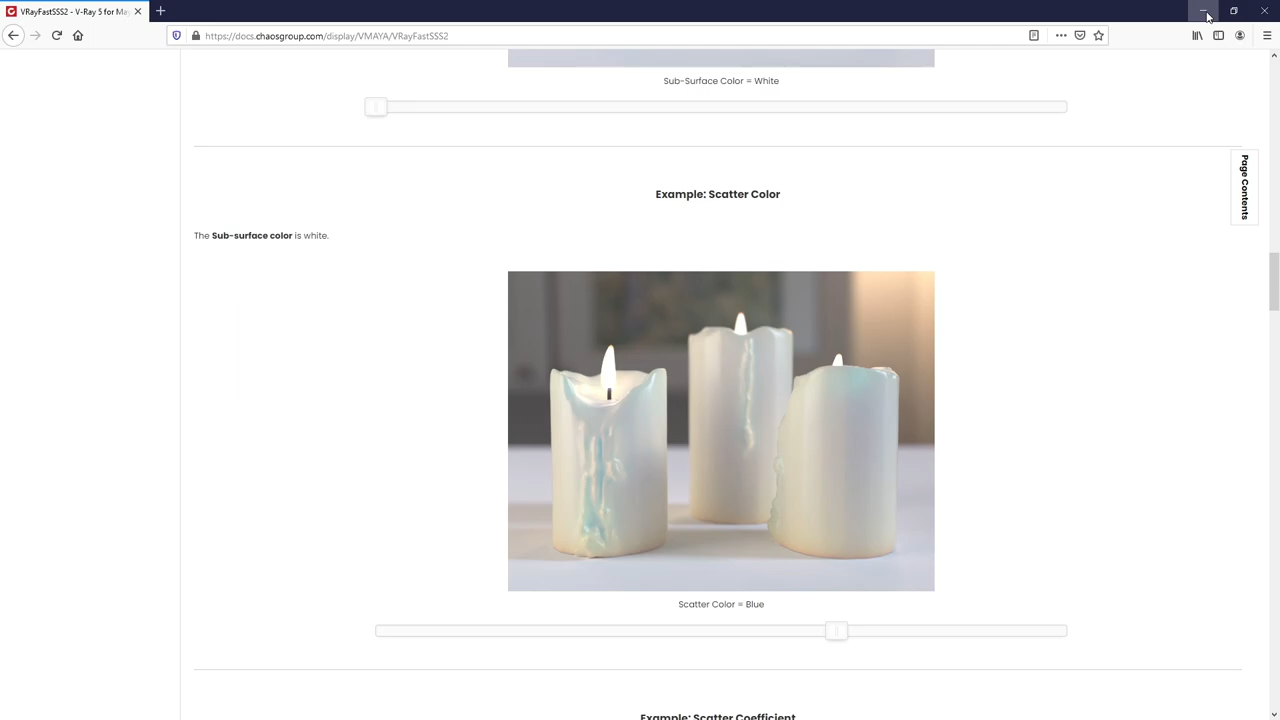 VRayFastSSS2 - V-Ray 5 for Ma
https://docs.chaosgroup.com/display/VMAYA/VRayFastSSS2
Sub-Surface Color = White
Page Contents
Example: Scatter Color
The Sub-surface color is white.
Scatter Color = Blue
Example: Scatter Coefficient